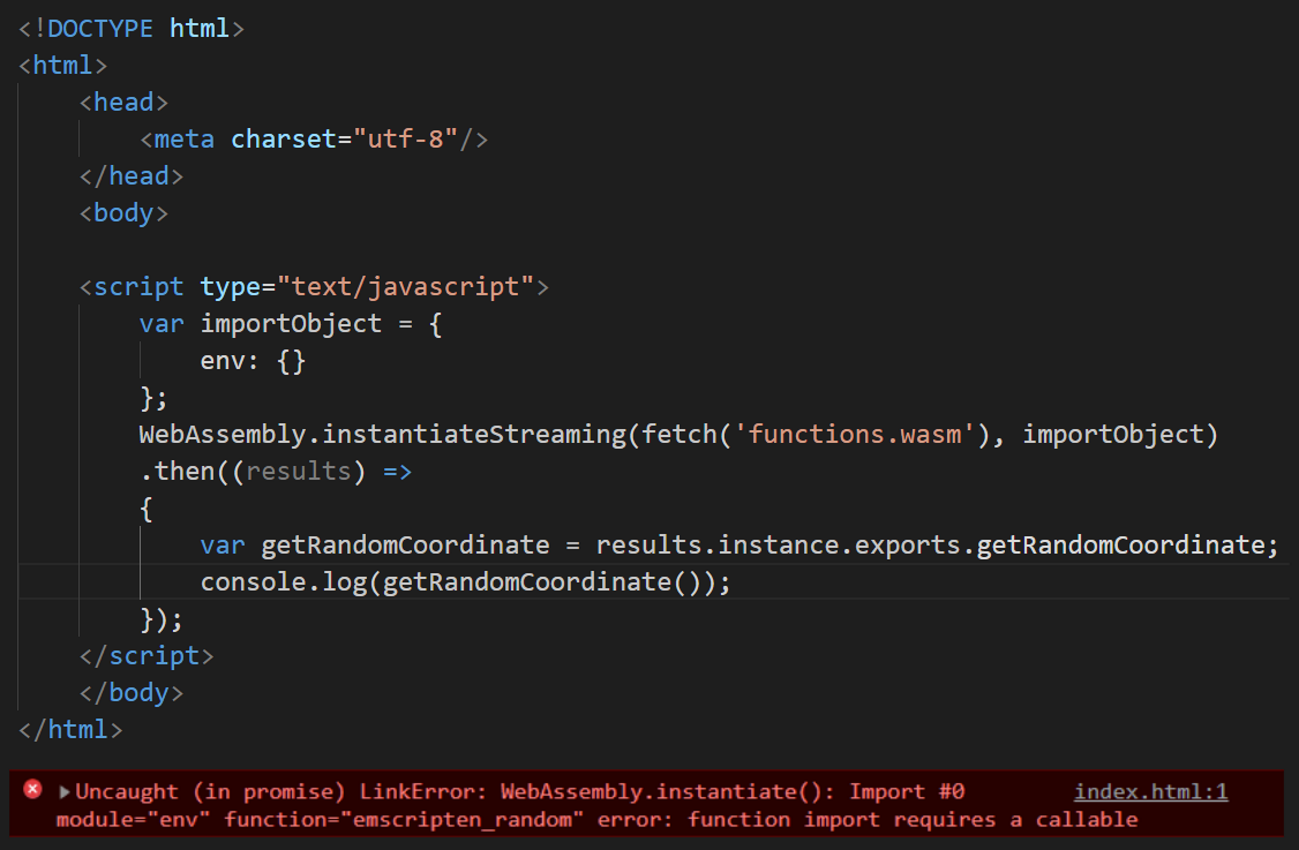 <!DOCTYPE html>
<html>
<head>
<meta charset="utf-8"/>
</head>
<body>
<script type="text/javascript">
var importObject = {
env: {}
};
WebAssembly.instantiateStreaming(fetch('functions.wasm'), importObject)
.then((results) =>
{
var getRandomCoordinate = results.instance.exports.getRandomCoordinate;
console.log(getRandomCoordinate());
});
</script>
</body>
</html>
Uncaught (in promise) LinkError: WebAssembly.instantiate(): Import #0 index.html:1
module="env" function="emscripten_random" error: function import requires a callable